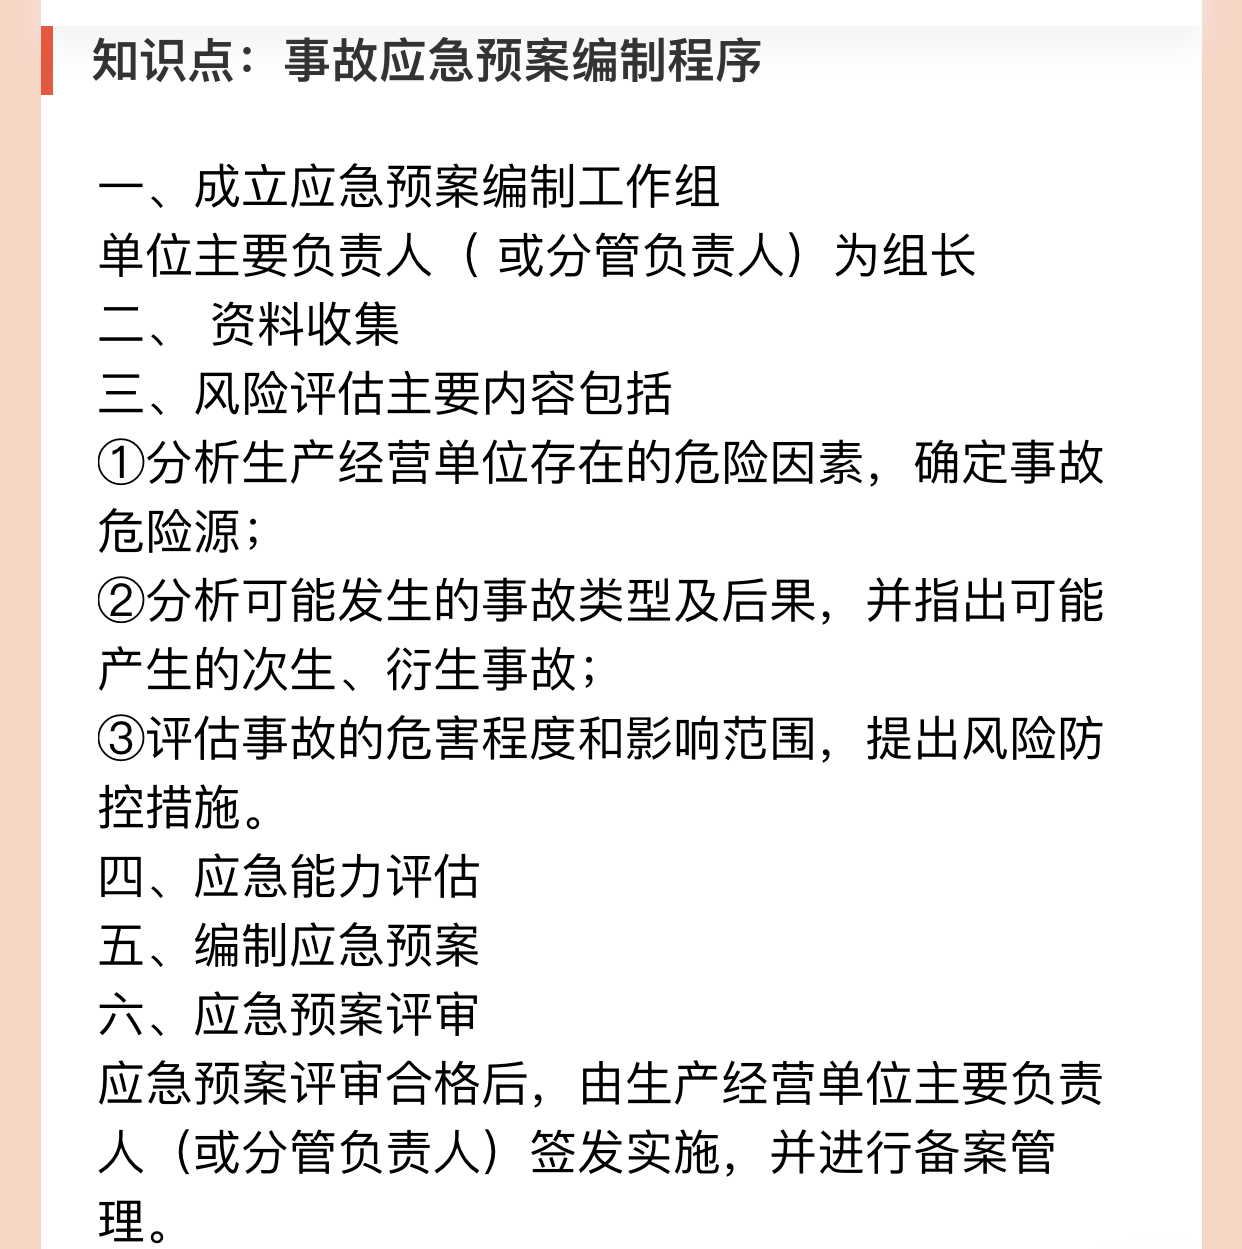 知识点：事故应急预案编制程序
一、成立应急预案编制工作组
单位主要负责人（ 或分管负责人）为组长
二、 资料收集
三、风险评估主要内容包括
①分析生产经营单位存在的危险因素，确定事故
危险源；
②分析可能发生的事故类型及后果，并指出可能
产生的次生、衍生事故；
③评估事故的危害程度和影响范围，提出风险防
控措施。
四、应急能力评估
五、编制应急预案
六、应急预案评审
应急预案评审合格后，由生产经营单位主要负责
人（或分管负责人）签发实施，并进行备案管
理。